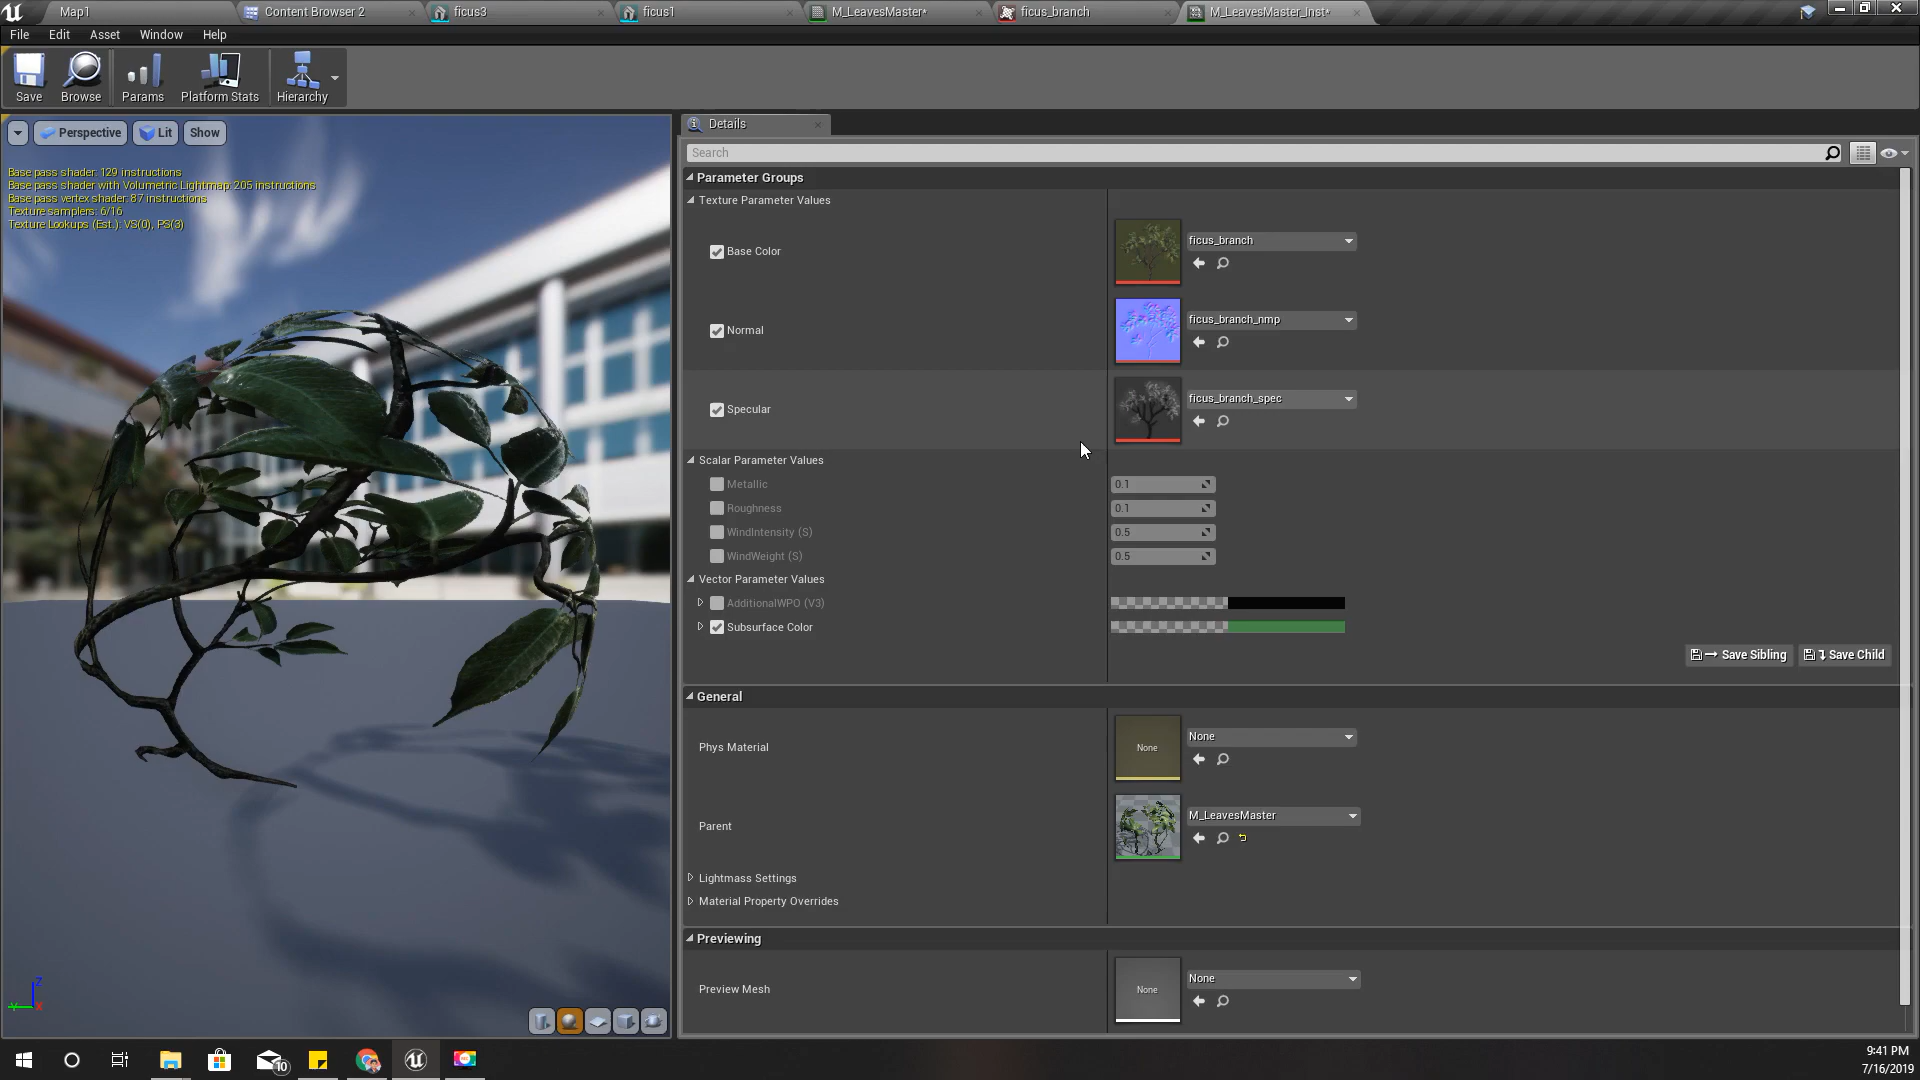 Map1
Content Browser 2
ficus3
ficus1
M_LeavesMaster*
ficus_branch
M_LeavesMaster_Inst*
File Edit Asset Window Help
Save
Browse
Params
Platform Stats
Hierarchy
Perspective
Lit
Show
Base pass shader: 129 instructions
Base pass shader with Volumetric Lightmap: 205 instructions
Base pass vertex shader: 87 instructions
Texture samplers: 6/16
Texture Lookups (Est.): VS(0), PS(3)
Z
Y
X
Details
Search
Parameter Groups
Texture Parameter Values
Base Color
ficus_branch
Normal
ficus_branch_nmp
Specular
ficus_branch_spec
Scalar Parameter Values
Metallic 0.1
Roughness 0.1
WindIntensity (S) 0.5
WindWeight (S) 0.5
Vector Parameter Values
AdditionalWPO (V3)
Subsurface Color
Save Sibling
Save Child
General
Phys Material
None
None
Parent
M_LeavesMaster
Lightmass Settings
Material Property Overrides
Previewing
Preview Mesh
None
None
10
9:41 PM
7/16/2019